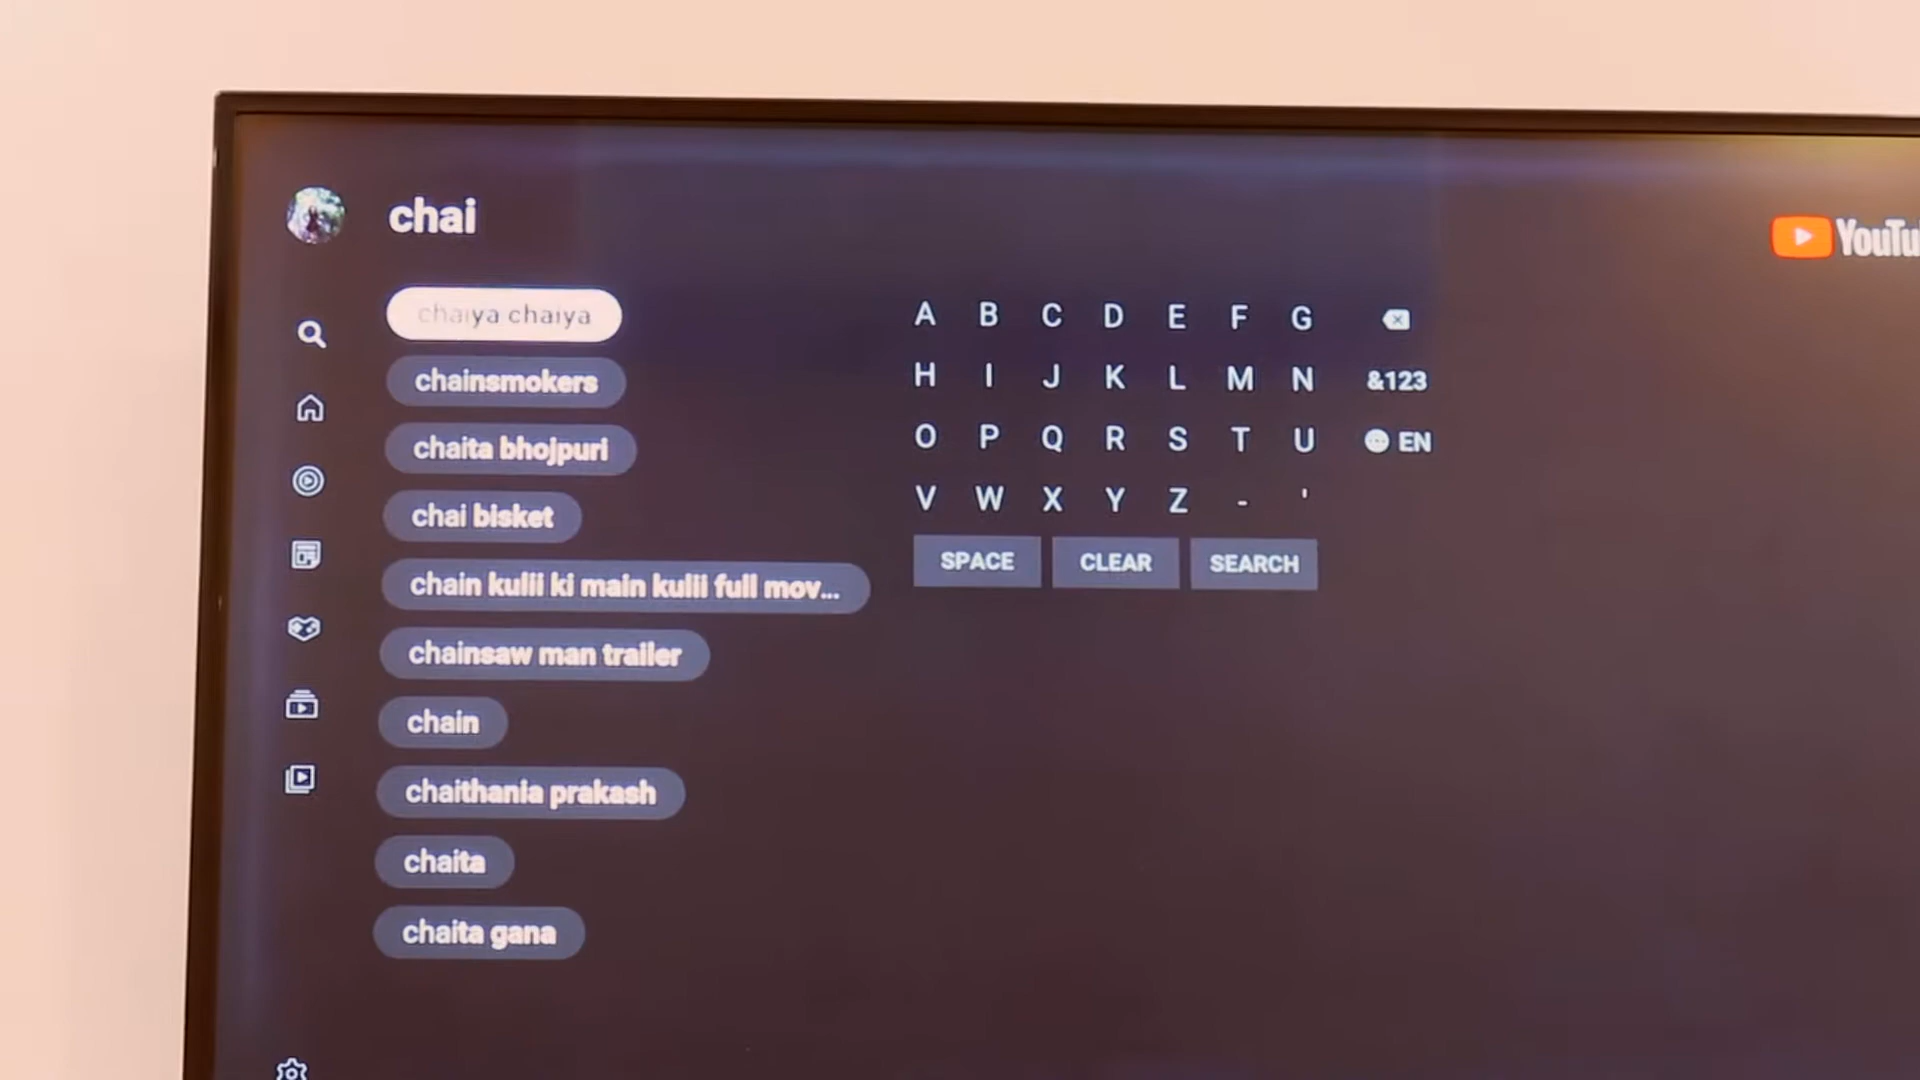 chai
YouTu
chaiya chaiya
chainsmokers
chaita bhojpuri
chai bisket
chain kulii ki main kulii full mov...
chainsaw man trailer
chain
chaithania prakash
chaita
chaita gana
A B C D E F G
H I J K L M N &123
O P Q R S T U EN
V W X Y Z - '
SPACE CLEAR SEARCH